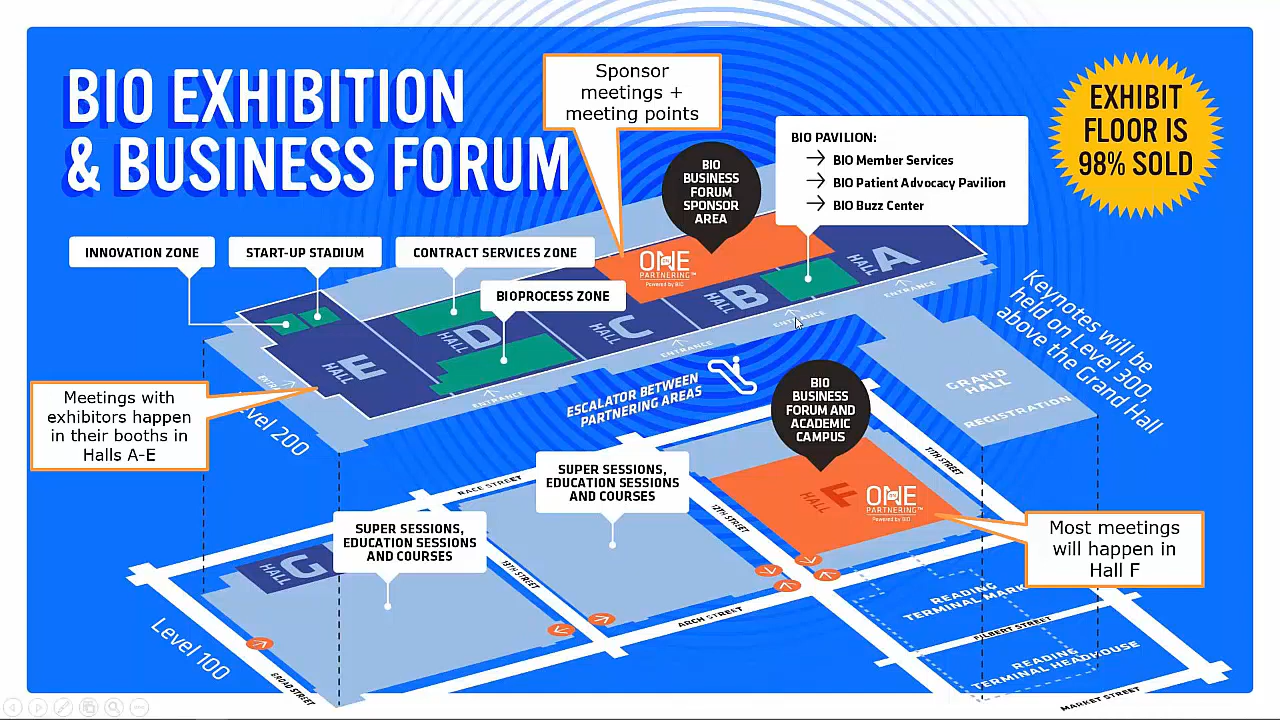 BIO EXHIBITION
& BUSINESS FORUM
Sponsor
meetings +
meeting points
EXHIBIT
FLOOR IS
98% SOLD
BIO PAVILION:
BIO Member Services
BIO Patient Advocacy Pavilion
BIO Buzz Center
BIO
BUSINESS
FORUM
SPONSOR
AREA
INNOVATION ZONE
START-UP STADIUM
CONTRACT SERVICES ZONE
BIOPROCESS ZONE
ONE ON
PARTNERING™
Powered by BIO
HALL A
HALL B
HALL C
HALL D
HALL E
ENTRANCE
ENTRANCE
ENTRANCE
ENTRANCE
Keynotes will be
held on Level 300,
above the Grand Hall
GRAND
HALL
REGISTRATION
ESCALATOR BETWEEN
PARTNERING AREAS
Meetings with
exhibitors happen
in their booths in
Halls A-E
Level 200
BIO
BUSINESS
FORUM AND
ACADEMIC
CAMPUS
11TH STREET
RACE STREET
SUPER SESSIONS,
EDUCATION SESSIONS
AND COURSES
12TH STREET
HALL F
ONE ON
PARTNERING™
Powered by BIO
SUPER SESSIONS,
EDUCATION SESSIONS
AND COURSES
Most meetings
will happen in
Hall F
HALL G
13TH STREET
ARCH STREET
READING
TERMINAL
FILBERT STREET
READING
TERMINAL HEADHOUSE
Level 100
BROAD STREET
MARKET STREET